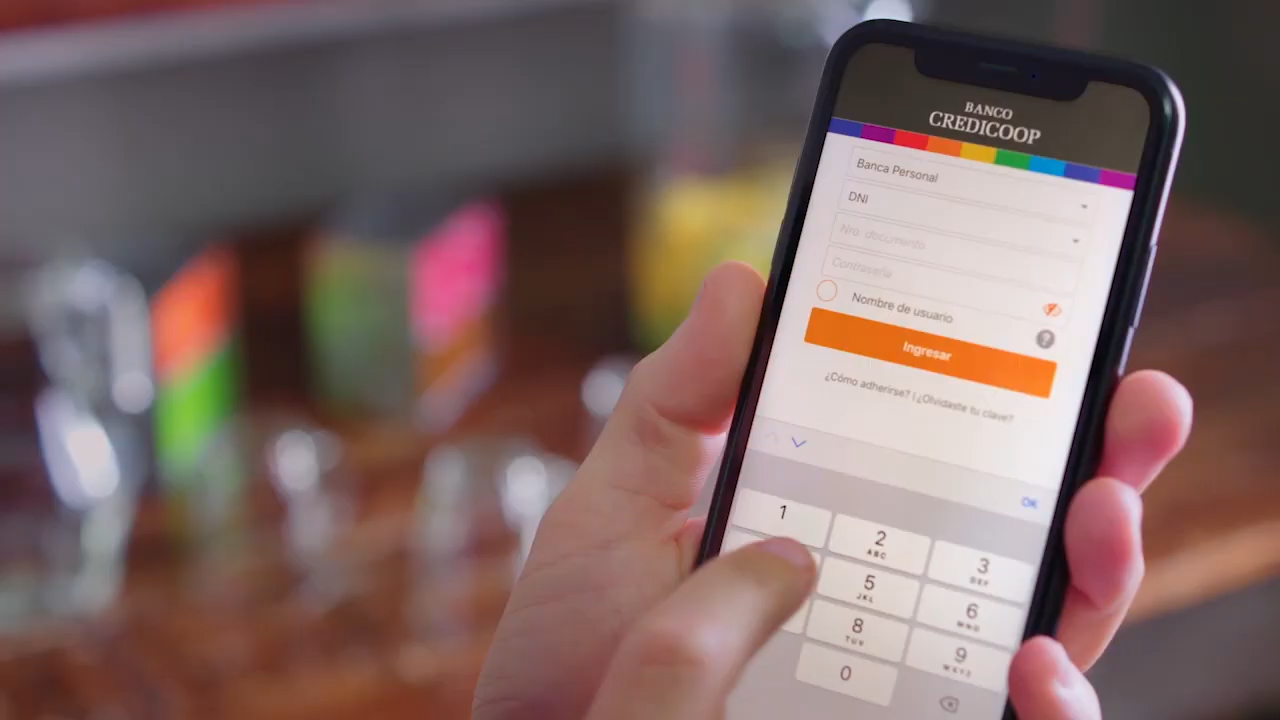 BANCO
CREDICOOP
Banca Personal
DNI
Nro. documento
Contraseña
Nombre de usuario
?
Ingresar
¿Cómo adherirse? | ¿Olvidaste tu clave?
OK
1
2
ABC
3
DEF
5
JKL
6
MNO
8
TUV
9
WXYZ
0